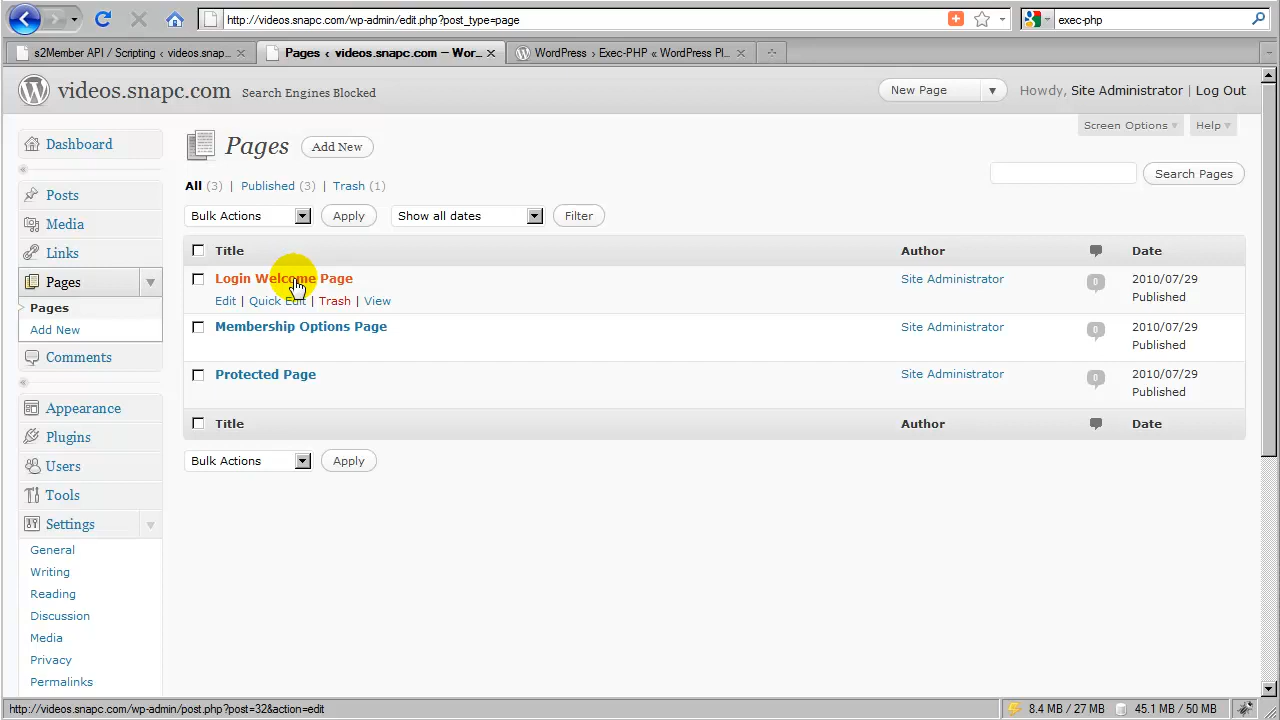 http://videos.snapc.com/wp-admin/edit.php?post_type=page
exec-php
s2Member API / Scripting ‹ videos.snap...
Pages ‹ videos.snapc.com — Wor...
WordPress › Exec-PHP « WordPress Pl...
videos.snapc.com Search Engines Blocked
New Page
Howdy, Site Administrator | Log Out
Screen Options
Help
Dashboard
Posts
Media
Links
Pages
Pages
Add New
Comments
Appearance
Plugins
Users
Tools
Settings
General
Writing
Reading
Discussion
Media
Privacy
Permalinks
Pages Add New
All (3) | Published (3) | Trash (1)
Search Pages
Bulk Actions Apply Show all dates Filter
Title Author Date
Login Welcome Page Site Administrator 0 2010/07/29
Edit | Quick Edit | Trash | View Published
Membership Options Page Site Administrator 0 2010/07/29
Published
Protected Page Site Administrator 0 2010/07/29
Published
Title Author Date
Bulk Actions Apply
http://videos.snapc.com/wp-admin/post.php?post=32&action=edit
8.4 MB / 27 MB 45.1 MB / 50 MB